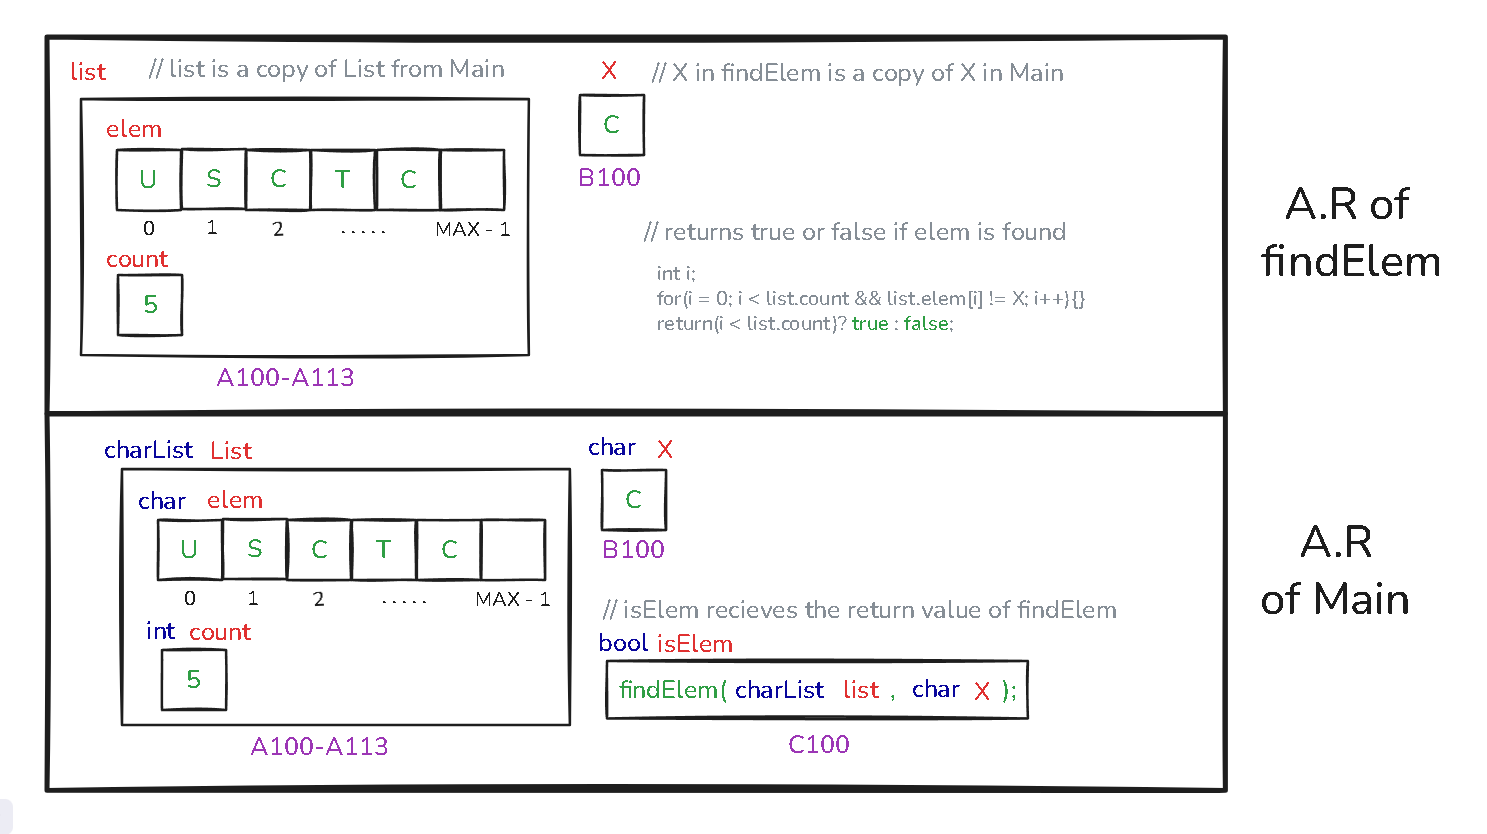 list // list is a copy of List from Main
X // X in findElem is a copy of X in Main
elem
U S C T C
0 1 2 ..... MAX - 1
count
5
A100-A113
C
B100
// returns true or false if elem is found
int i;
for(i = 0; i < list.count && list.elem[i] != X; i++){}
return(i < list.count)? true : false;
A.R of
findElem
charList List
char elem
U S C T C
0 1 2 ..... MAX - 1
int count
5
A100-A113
char X
C
B100
// isElem recieves the return value of findElem
bool isElem
findElem( charList list , char X );
C100
A.R
of Main